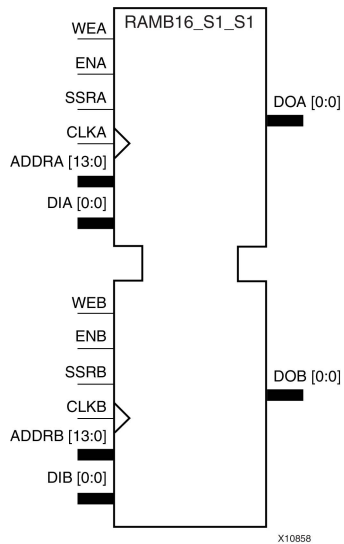 RAMB16_S1_S1
WEA
ENA
SSRA
DOA [0:0]
CLKA
ADDRA [13:0]
DIA [0:0]
WEB
ENB
SSRB
DOB [0:0]
CLKB
ADDRB [13:0]
DIB [0:0]
X10858